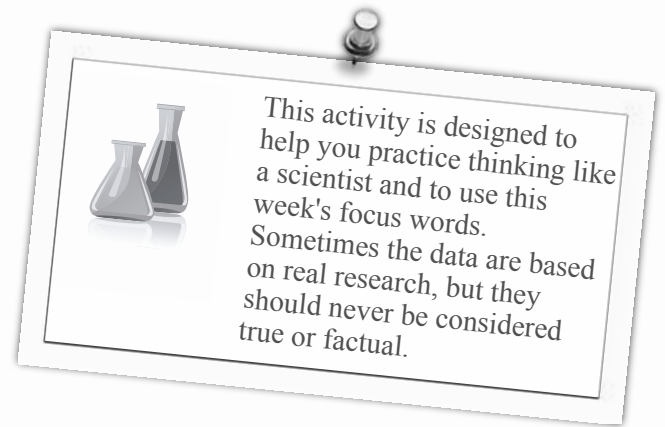 This activity is designed to
help you practice thinking like
a scientist and to use this
week's focus words.
Sometimes the data are based
on real research, but they
should never be considered
true or factual.